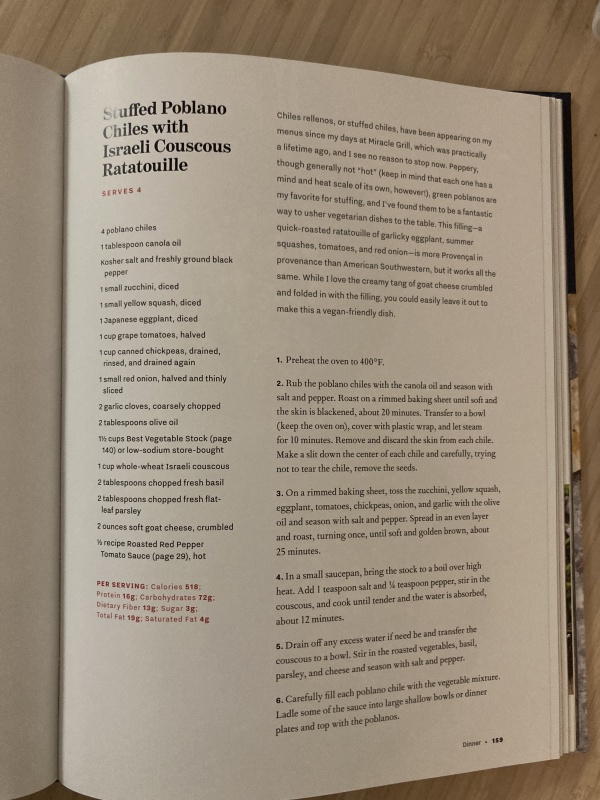 Stuffed Poblano
Chiles with
Israeli Couscous
Ratatouille
SERVES 4
4 poblano chiles
1 tablespoon canola oil
Kosher salt and freshly ground black
pepper
1 small zucchini, diced
1 small yellow squash, diced
1 Japanese eggplant, diced
1 cup grape tomatoes, halved
1 cup canned chickpeas, drained,
rinsed, and drained again
1 small red onion, halved and thinly
sliced
2 garlic cloves, coarsely chopped
2 tablespoons olive oil
1½ cups Best Vegetable Stock (page
140) or low-sodium store-bought
1 cup whole-wheat Israeli couscous
2 tablespoons chopped fresh basil
2 tablespoons chopped fresh flat-
leaf parsley
2 ounces soft goat cheese, crumbled
½ recipe Roasted Red Pepper
Tomato Sauce (page 29), hot
PER SERVING: Calories 518;
Protein 16g; Carbohydrates 72g;
Dietary Fiber 13g; Sugar 3g;
Total Fat 19g; Saturated Fat 4g
Chiles rellenos, or stuffed chiles, have been appearing on my
menus since my days at Miracle Grill, which was practically
a lifetime ago, and I see no reason to stop now. Peppery,
though generally not "hot" (keep in mind that each one has a
mind and heat scale of its own, however!), green poblanos are
my favorite for stuffing, and I've found them to be a fantastic
way to usher vegetarian dishes to the table. This filling—a
quick-roasted ratatouille of garlicky eggplant, summer
squashes, tomatoes, and red onion—is more Provençal in
provenance than American Southwestern, but it works all the
same. While I love the creamy tang of goat cheese crumbled
and folded in with the filling, you could easily leave it out to
make this a vegan-friendly dish.
1. Preheat the oven to 400°F.
2. Rub the poblano chiles with the canola oil and season with
salt and pepper. Roast on a rimmed baking sheet until soft and
the skin is blackened, about 20 minutes. Transfer to a bowl
(keep the oven on), cover with plastic wrap, and let steam
for 10 minutes. Remove and discard the skin from each chile.
Make a slit down the center of each chile and carefully, trying
not to tear the chile, remove the seeds.
3. On a rimmed baking sheet, toss the zucchini, yellow squash,
eggplant, tomatoes, chickpeas, onion, and garlic with the olive
oil and season with salt and pepper. Spread in an even layer
and roast, turning once, until soft and golden brown, about
25 minutes.
4. In a small saucepan, bring the stock to a boil over high
heat. Add 1 teaspoon salt and ¼ teaspoon pepper, stir in the
couscous, and cook until tender and the water is absorbed,
about 12 minutes.
5. Drain off any excess water if need be and transfer the
couscous to a bowl. Stir in the roasted vegetables, basil,
parsley, and cheese and season with salt and pepper.
6. Carefully fill each poblano chile with the vegetable mixture.
Ladle some of the sauce into large shallow bowls or dinner
plates and top with the poblanos.
Dinner • 159